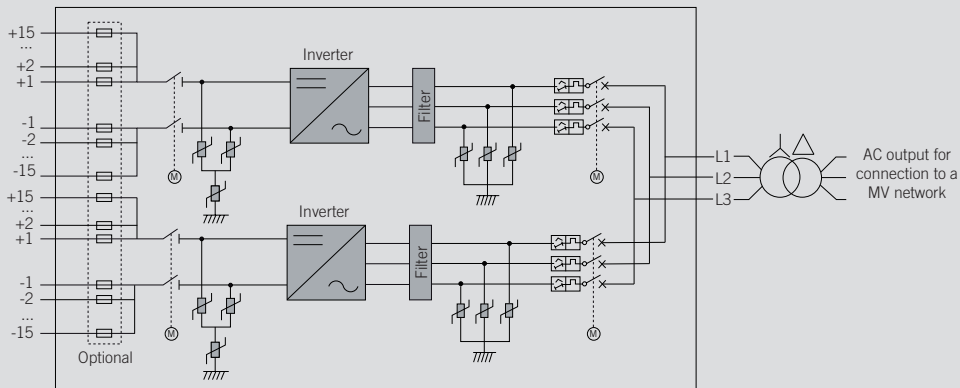 +15
...
+2
+1
-1
-2
...
-15
+15
...
+2
+1
-1
-2
...
-15
Optional
Inverter
Filter
M
M
Inverter
Filter
M
M
L1
L2
L3
AC output for
connection to a
MV network